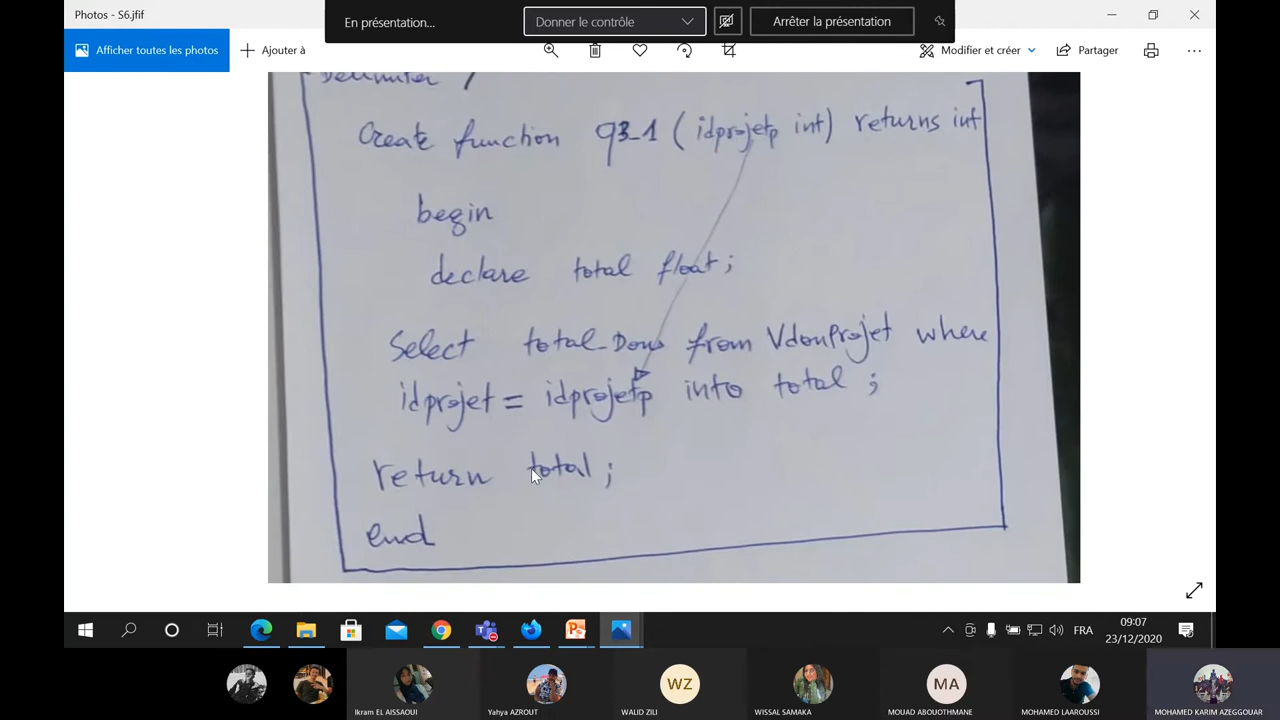 Photos - S6.jfif
En présentation...
Donner le contrôle
Arrêter la présentation
Afficher toutes les photos
Ajouter à
Modifier et créer
Partager
Delimiter /
Create function q3_1 (idprojetp int) returns int
begin
declare total float;
Select total_Dons from VdonProjet where
idprojet = idprojetp into total ;
return total ;
end
FRA
09:07
23/12/2020
Ikram EL AISSAOUI
Yahya AZROUT
WZ
WALID ZILI
WISSAL SAMAKA
MA
MOUAD ABOUOTHMANE
MOHAMED LAAROUSSI
MOHAMED KARIM AZEGGOUAR